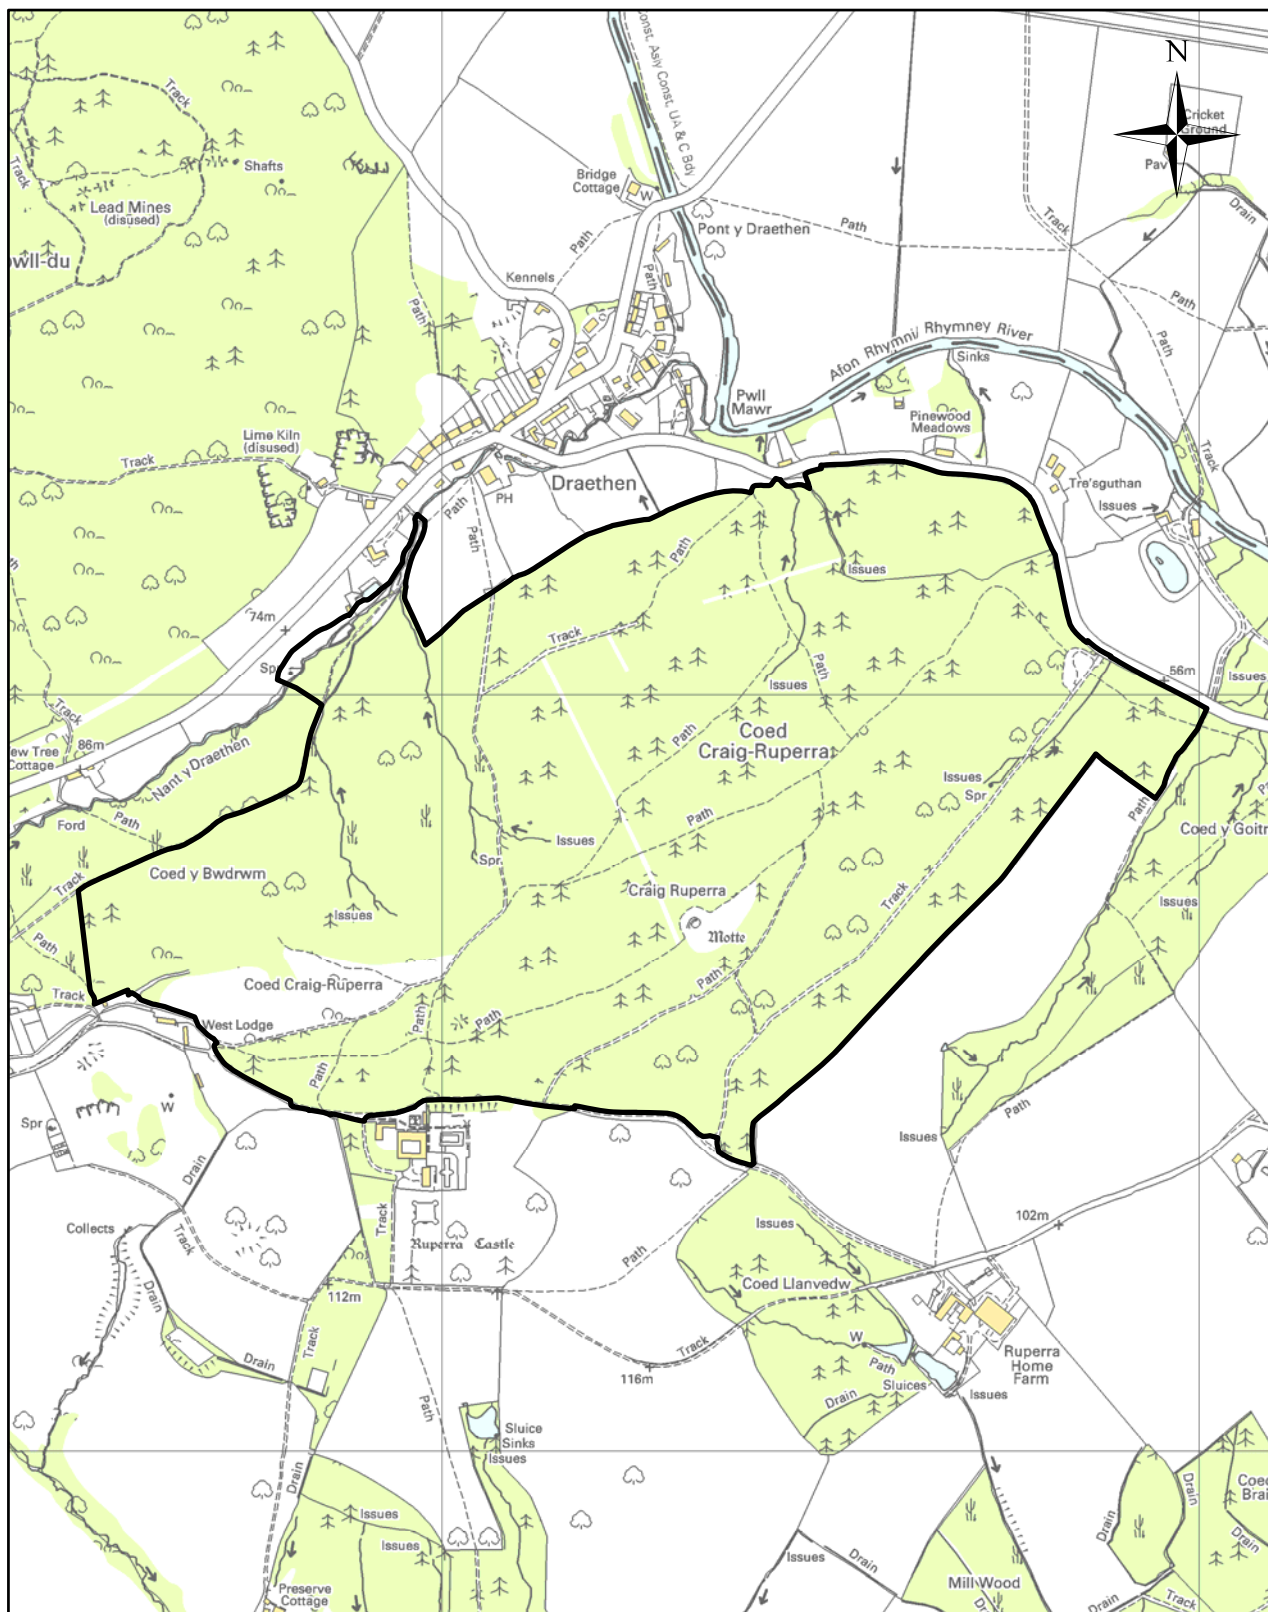 Const, Asly Const, UA & C Bdy
N
Cricket
Ground
Pav
Drain
Track
Track
Shafts
Lead Mines
(disused)
Bridge
Cottage
W
Path
Pont y Draethen
Path
Track
Kennels
Path
Path
Path
Path
Afon Rhymni/ Rhymney River
Sinks
Pwll
Mawr
Pinewood
Meadows
Track
Lime Kiln
(disused)
Track
Draethen
PH
Path
Path
Tre'sguthan
Issues
Path
Issues
74m
Track
Path
Issues
56m
Issues
Track
86m
Cottage
Nant y Draethen
Path
Coed
Craig-Ruperra
Issues
Spr
Path
Ford
Path
Issues
Path
Spr
Coed y Bwdrwm
Track
Craig Ruperra
Track
Motte
Issues
Issues
Path
Coed Craig-Ruperra
Path
Track
West Lodge
Path
Path
Path
W
Spr
Issues
Path
Drain
Collects
Track
Track
Ruperra Castle
Path
Issues
102m
Coed Llanvedw
Drain
112m
Track
Drain
Path
116m
Track
W
Path
Sluices
Drain
Issues
Ruperra
Home
Farm
Sluice
Sinks
Issues
Drain
Issues
Issues
Drain
Drain
Drain
Issues
Drain
Mill Wood
Track
Drain
Preserve
Cottage